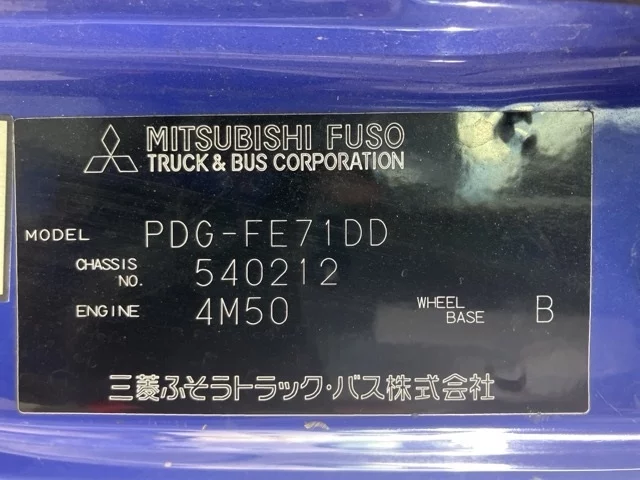 MITSUBISHI FUSO
TRUCK & BUS CORPORATION
MODEL PDG-FE71DD
CHASSIS NO. 540212
ENGINE 4M50 WHEEL BASE B
三菱ふそうトラック・バス株式会社